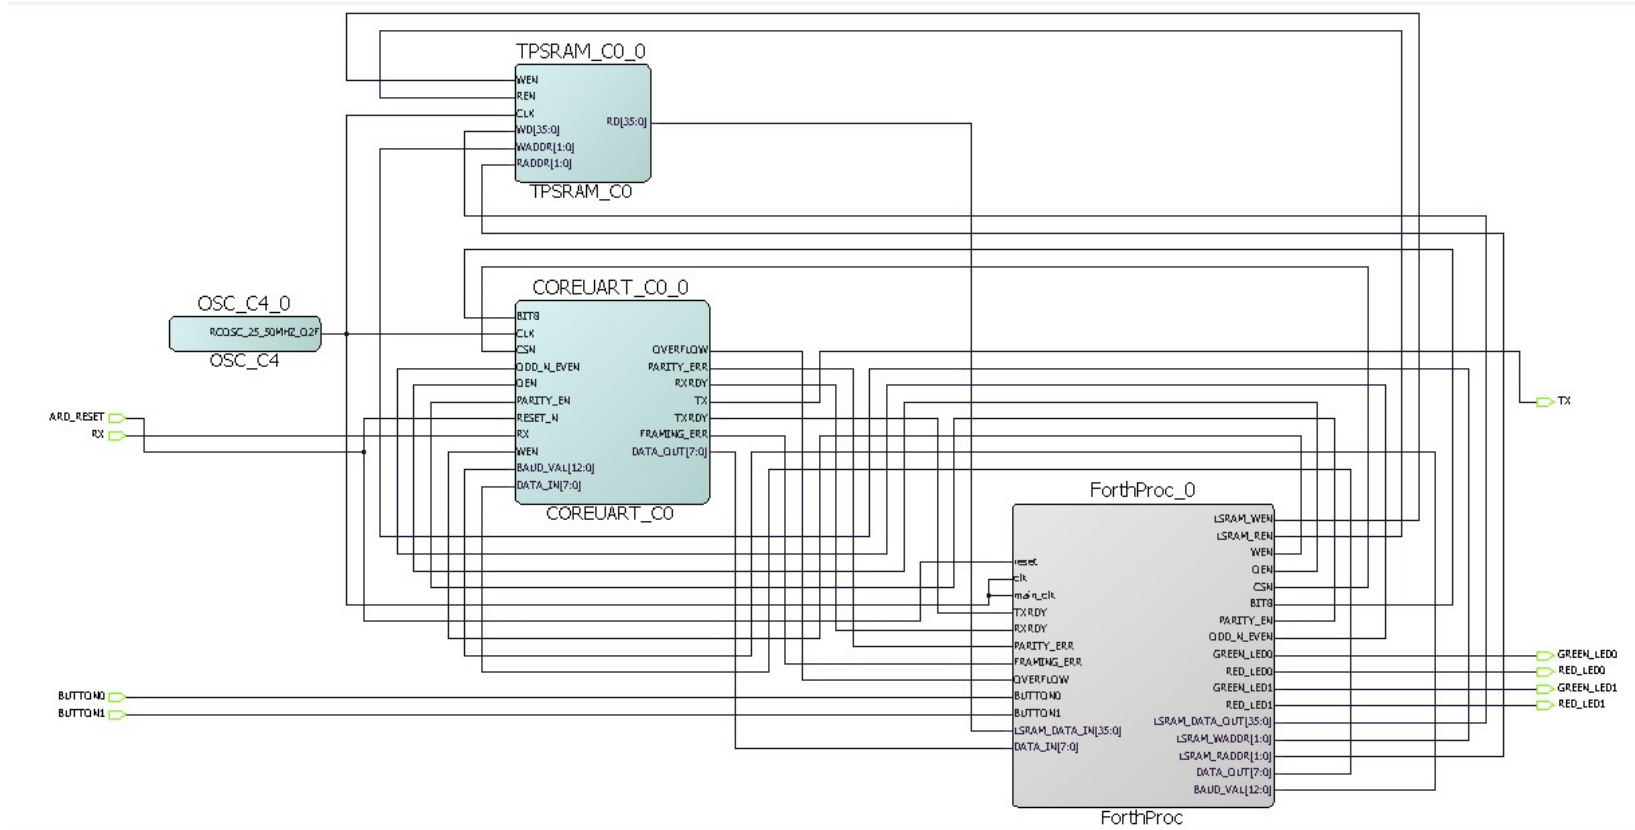 TPSRAM_C0_0
WEN
REN
CLK
WD[35:0]
WADDR[1:0]
RADDR[1:0]
RD[35:0]
TPSRAM_C0
OSC_C4_0
RCOSC_25_50MHZ_O2F
OSC_C4
COREUART_C0_0
BIT8
CLK
CSN
ODD_N_EVEN
OEN
PARITY_EN
RESET_N
RX
WEN
BAUD_VAL[12:0]
DATA_IN[7:0]
OVERFLOW
PARITY_ERR
RXRDY
TX
TXRDY
FRAMING_ERR
DATA_OUT[7:0]
COREUART_C0
ARD_RESET
RX
BUTTON0
BUTTON1
ForthProc_0
reset
clk
main_clk
TXRDY
RXRDY
PARITY_ERR
FRAMING_ERR
OVERFLOW
BUTTON0
BUTTON1
LSRAM_DATA_IN[35:0]
DATA_IN[7:0]
LSRAM_WEN
LSRAM_REN
WEN
OEN
CSN
BIT8
PARITY_EN
ODD_N_EVEN
GREEN_LED0
RED_LED0
GREEN_LED1
RED_LED1
LSRAM_DATA_OUT[35:0]
LSRAM_WADDR[1:0]
LSRAM_RADDR[1:0]
DATA_OUT[7:0]
BAUD_VAL[12:0]
ForthProc
TX
GREEN_LED0
RED_LED0
GREEN_LED1
RED_LED1